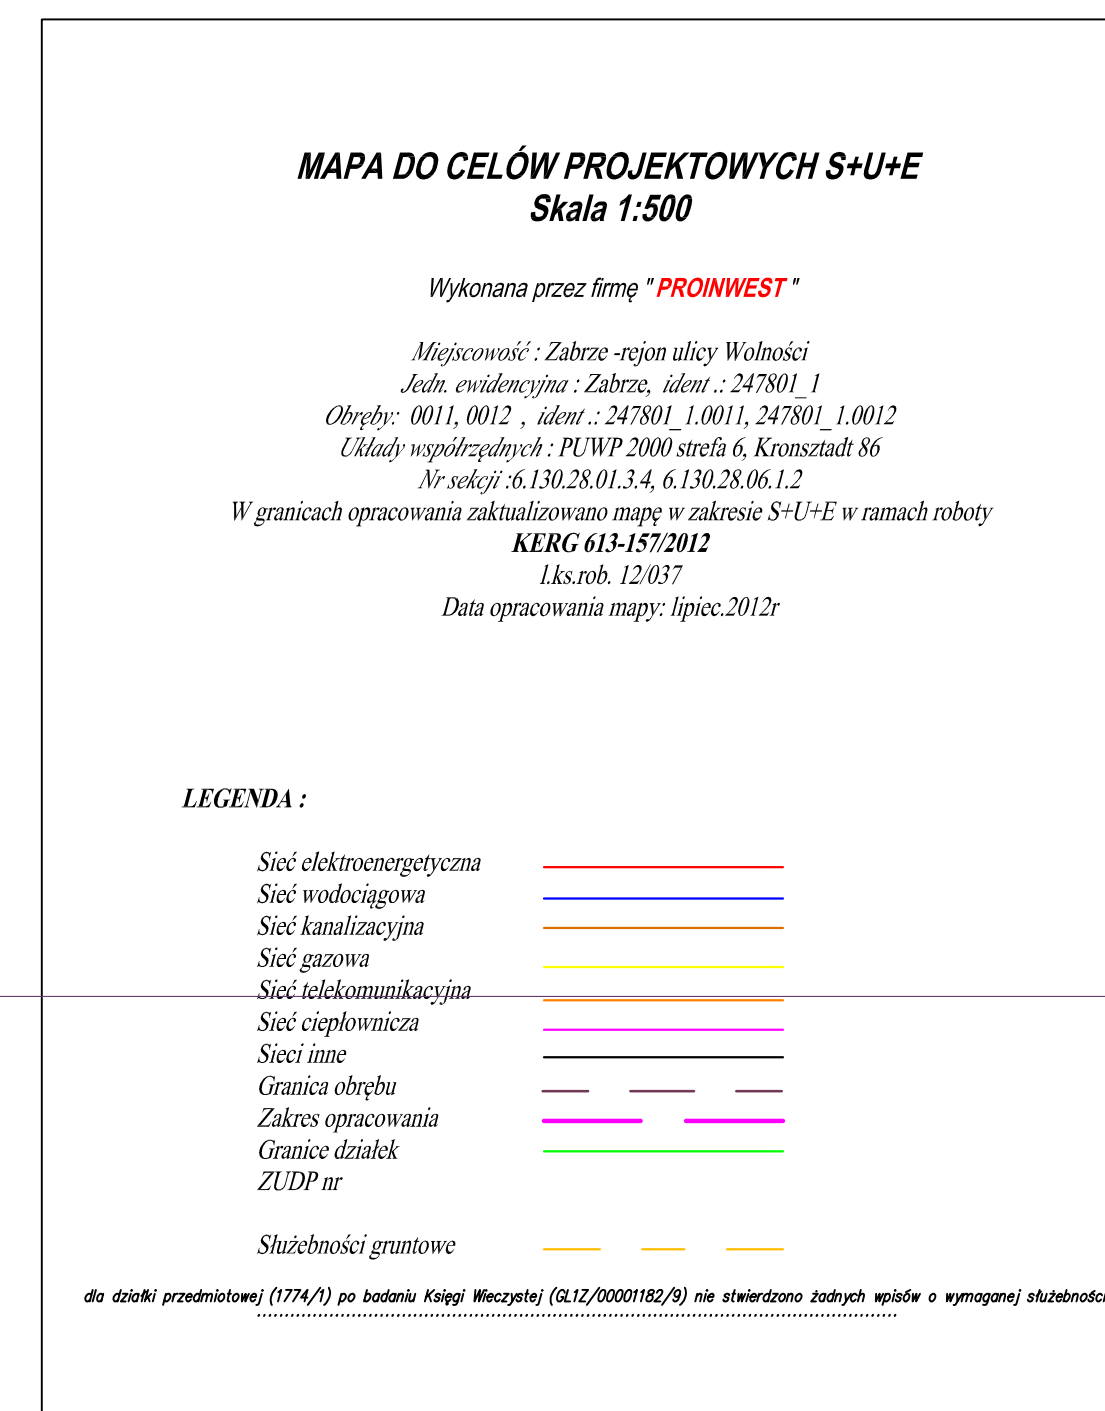 MAPA DO CELÓW PROJEKTOWYCH S+U+E
Skala 1:500
Wykonana przez firmę " PROINWEST "
Miejscowość : Zabrze -rejon ulicy Wolności
Jedn. ewidencyjna : Zabrze, ident .: 247801_1
Obręby: 0011, 0012 , ident .: 247801_1.0011, 247801_1.0012
Układy współrzędnych : PUWP 2000 strefa 6, Kronsztadt 86
Nr sekcji :6.130.28.01.3.4, 6.130.28.06.1.2
W granicach opracowania zaktualizowano mapę w zakresie S+U+E w ramach roboty
KERG 613-157/2012
l.ks.rob. 12/037
Data opracowania mapy: lipiec.2012r
LEGENDA :
Sieć elektroenergetyczna
Sieć wodociągowa
Sieć kanalizacyjna
Sieć gazowa
Sieć telekomunikacyjna
Sieć ciepłownicza
Sieci inne
Granica obrębu
Zakres opracowania
Granice działek
ZUDP nr
Służebności gruntowe
dla działki przedmiotowej (1774/1) po badaniu Księgi Wieczystej (GL1Z/00001182/9) nie stwierdzono żadnych wpisów o wymaganej służebności